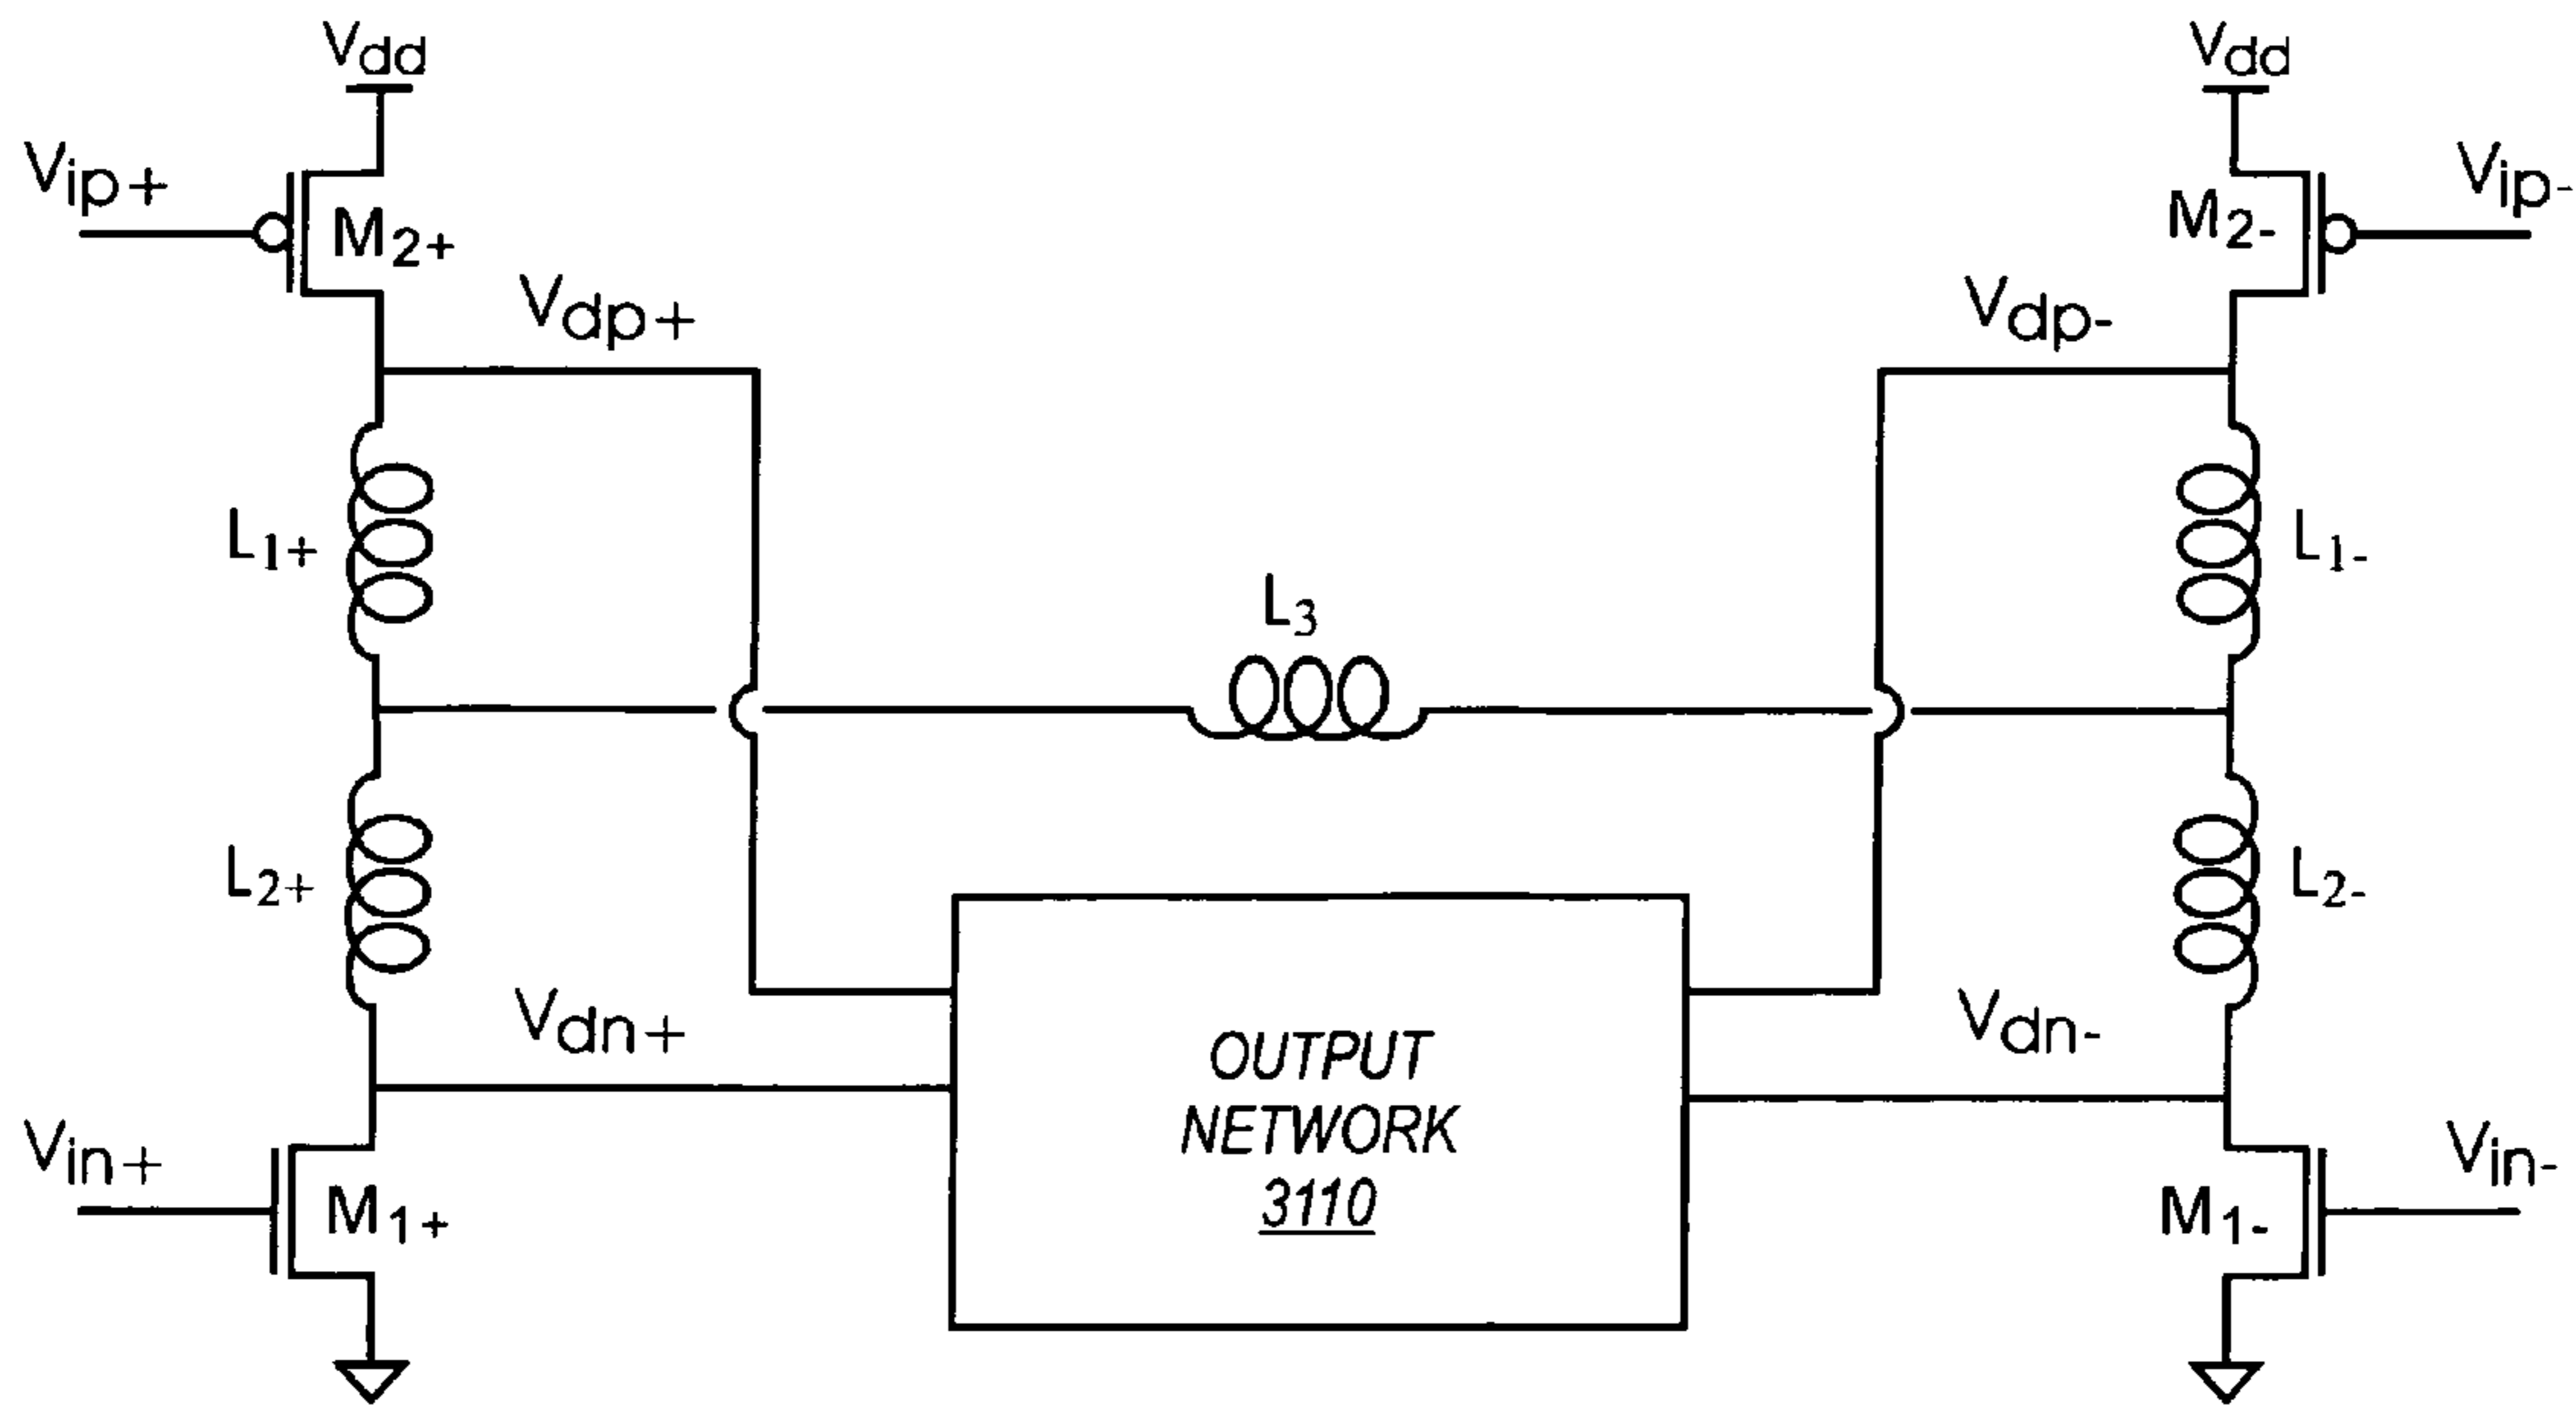 Vdd
Vdd
Vip+
Vip-
M2+
M2-
Vdp+
Vdp-
L1+
L1-
L3
L2+
L2-
Vdn+
Vdn-
OUTPUT
NETWORK
3110
Vin+
Vin-
M1+
M1-